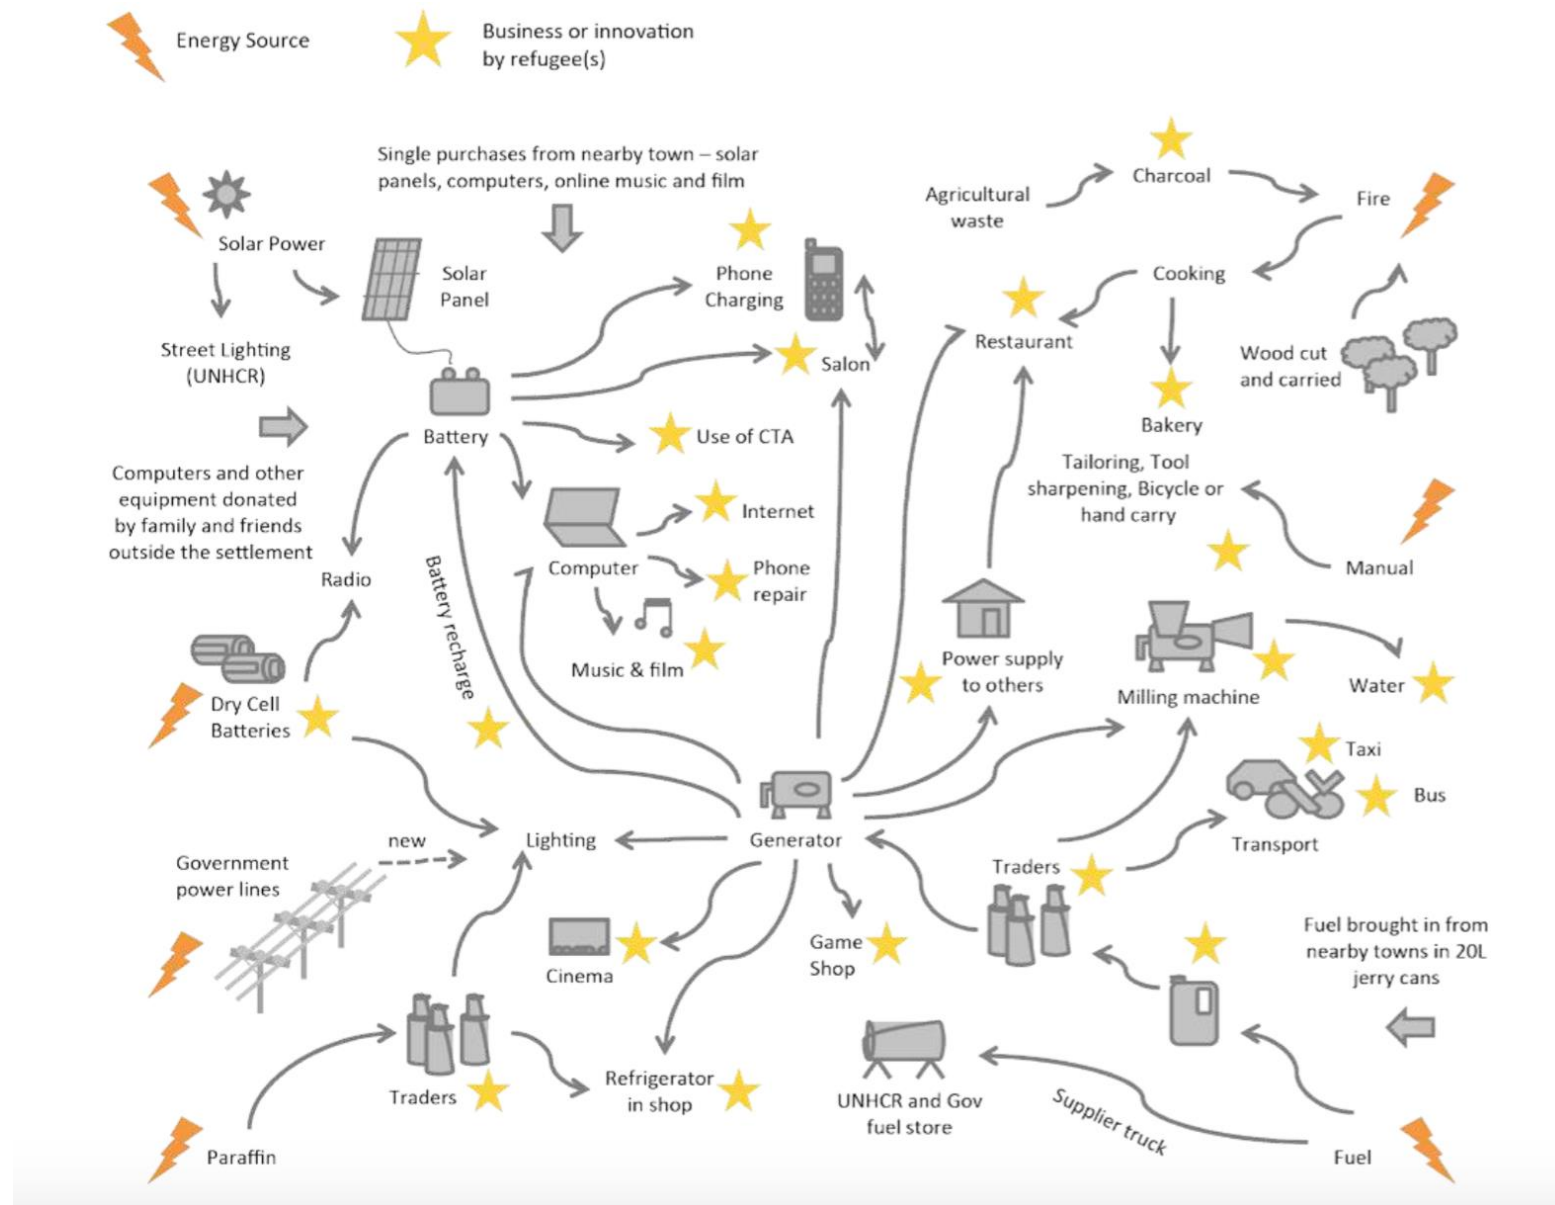 Energy Source
Business or innovation
by refugee(s)
Single purchases from nearby town – solar
panels, computers, online music and film
Solar Power
Solar
Panel
Phone
Charging
Agricultural
waste
Charcoal
Fire
Cooking
Street Lighting
(UNHCR)
Salon
Restaurant
Wood cut
and carried
Battery
Use of CTA
Bakery
Computers and other
equipment donated
by family and friends
outside the settlement
Tailoring, Tool
sharpening, Bicycle or
hand carry
Internet
Radio
Battery recharge
Computer
Phone
repair
Manual
Music & film
Power supply
to others
Milling machine
Water
Dry Cell
Batteries
Taxi
Bus
Transport
new
Government
power lines
Lighting
Generator
Traders
Cinema
Game
Shop
Fuel brought in from
nearby towns in 20L
jerry cans
Traders
Refrigerator
in shop
UNHCR and Gov
fuel store
Supplier truck
Paraffin
Fuel